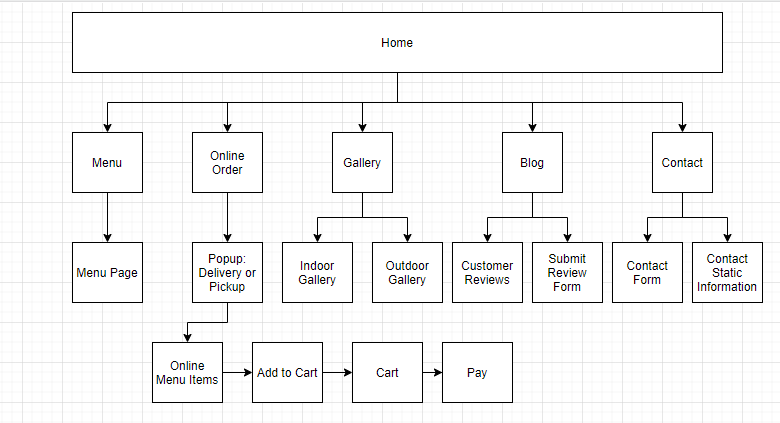 Home
Menu
Online
Order
Gallery
Blog
Contact
Menu Page
Popup:
Delivery or
Pickup
Indoor
Gallery
Outdoor
Gallery
Customer
Reviews
Submit
Review
Form
Contact
Form
Contact
Static
Information
Online
Menu Items
Add to Cart
Cart
Pay